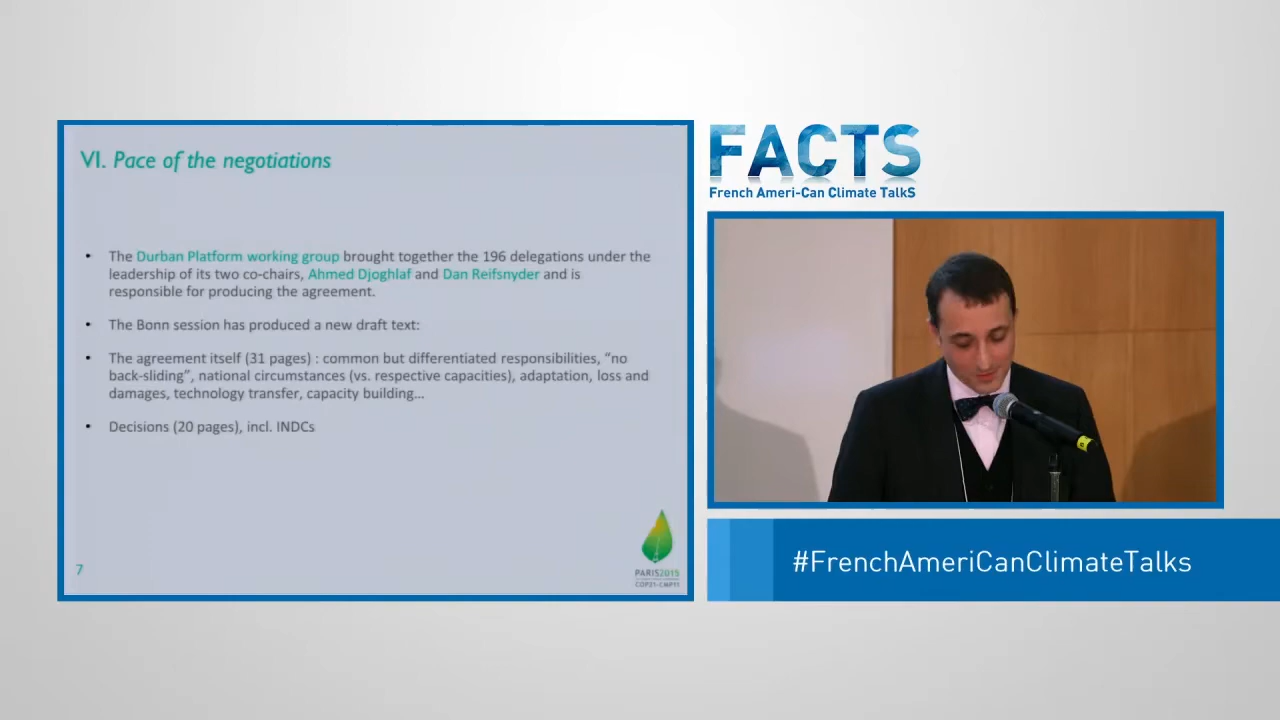 VI. Pace of the negotiations
• The Durban Platform working group brought together the 196 delegations under the
leadership of its two co-chairs, Ahmed Djoghlaf and Dan Reifsnyder and is
responsible for producing the agreement.
• The Bonn session has produced a new draft text:
• The agreement itself (31 pages) : common but differentiated responsibilities, “no
back-sliding”, national circumstances (vs. respective capacities), adaptation, loss and
damages, technology transfer, capacity building...
• Decisions (20 pages), incl. INDCs
7
PARIS2015
COP21·CMP11
FACTS
French Ameri-Can Climate TalkS
#FrenchAmeriCanClimateTalks